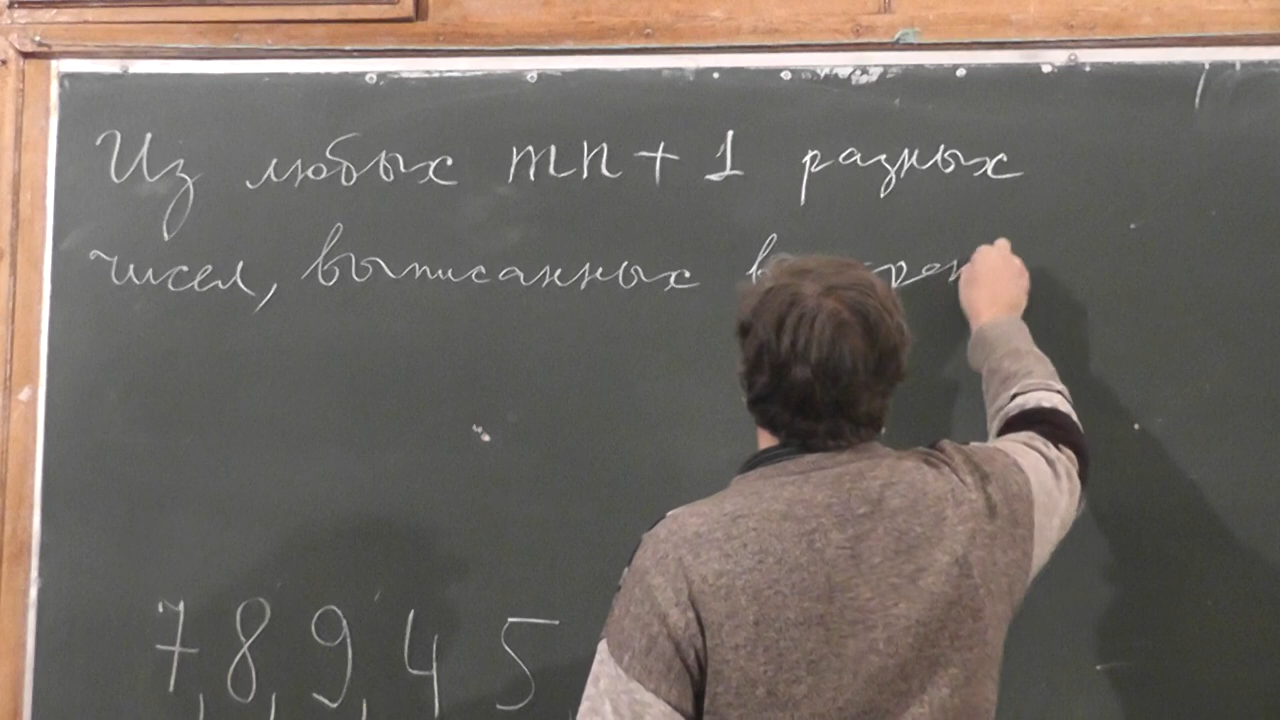 Из любых mn+1 разных
чисел, выписанных в
7, 8, 9, 4 5